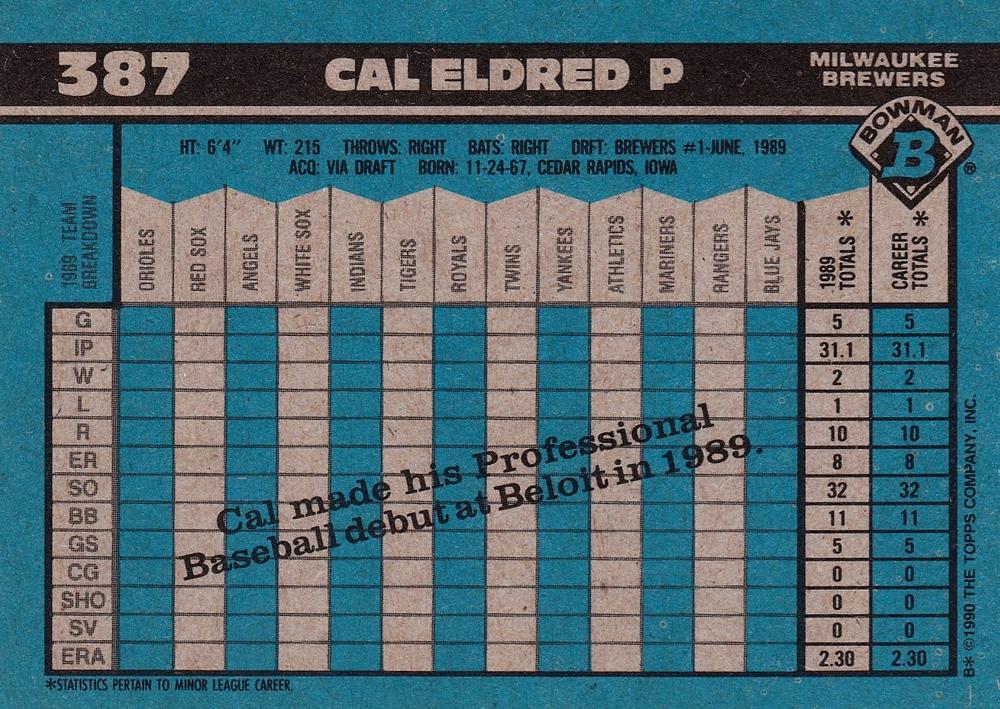 387 CAL ELDRED P MILWAUKEE BREWERS
BOWMAN
B
®
HT: 6'4" WT: 215 THROWS: RIGHT BATS: RIGHT DRFT: BREWERS #1-JUNE, 1989
ACQ: VIA DRAFT BORN: 11-24-67, CEDAR RAPIDS, IOWA
1989 TEAM BREAKDOWN ORIOLES RED SOX ANGELS WHITE SOX INDIANS TIGERS ROYALS TWINS YANKEES ATHLETICS MARINERS RANGERS BLUE JAYS 1989 TOTALS * CAREER TOTALS *
G 5 5
IP 31.1 31.1
W 2 2
L 1 1
R 10 10
ER 8 8
SO 32 32
BB 11 11
GS 5 5
CG 0 0
SHO 0 0
SV 0 0
ERA 2.30 2.30
Cal made his Professional
Baseball debut at Beloit in 1989.
*STATISTICS PERTAIN TO MINOR LEAGUE CAREER.
B* ©1990 THE TOPPS COMPANY, INC.